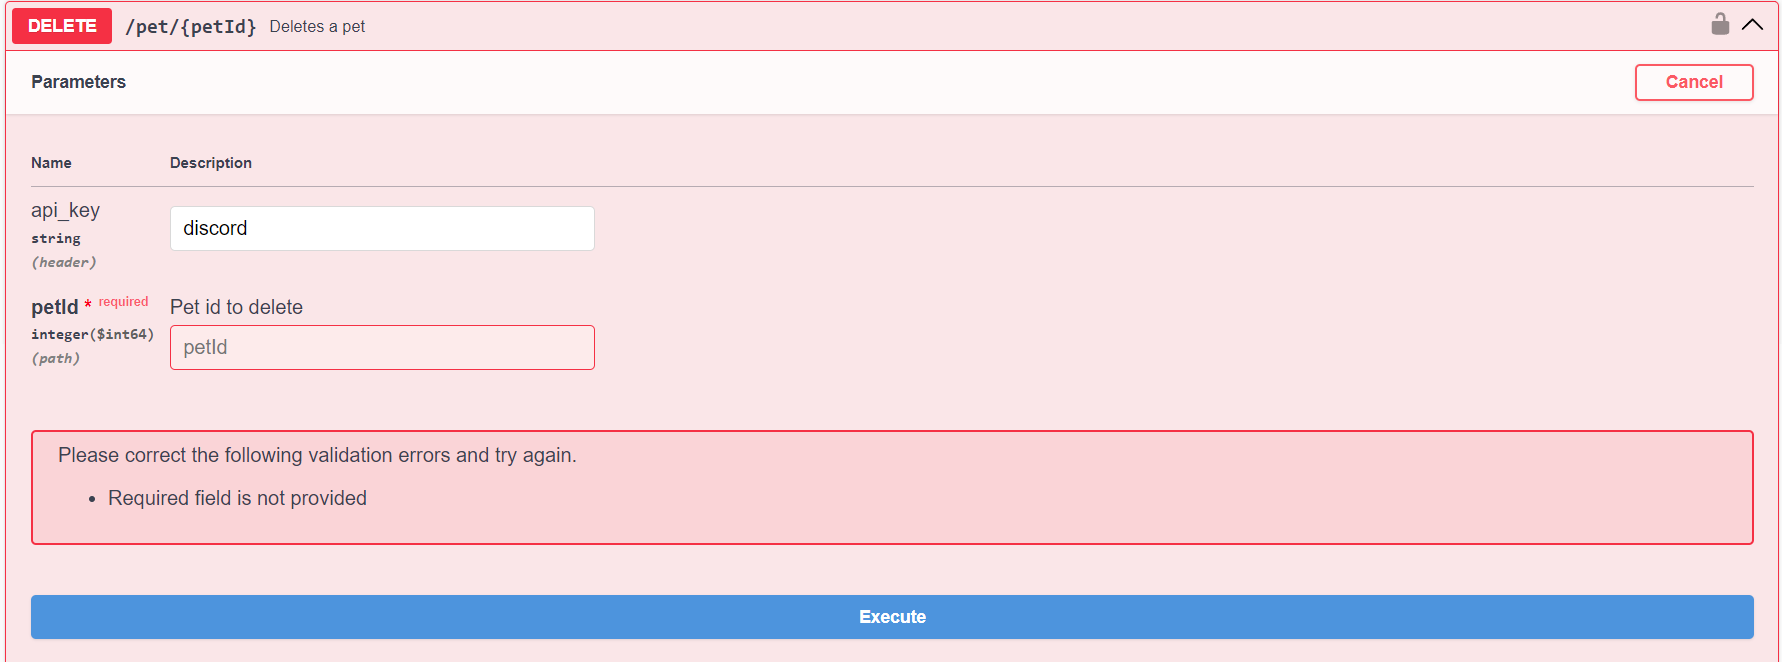 DELETE /pet/{petId} Deletes a pet
Parameters
Cancel
Name Description
api_key
string
(header)
discord
petId * required
integer($int64)
(path)
Pet id to delete
petId
Please correct the following validation errors and try again.
• Required field is not provided
Execute